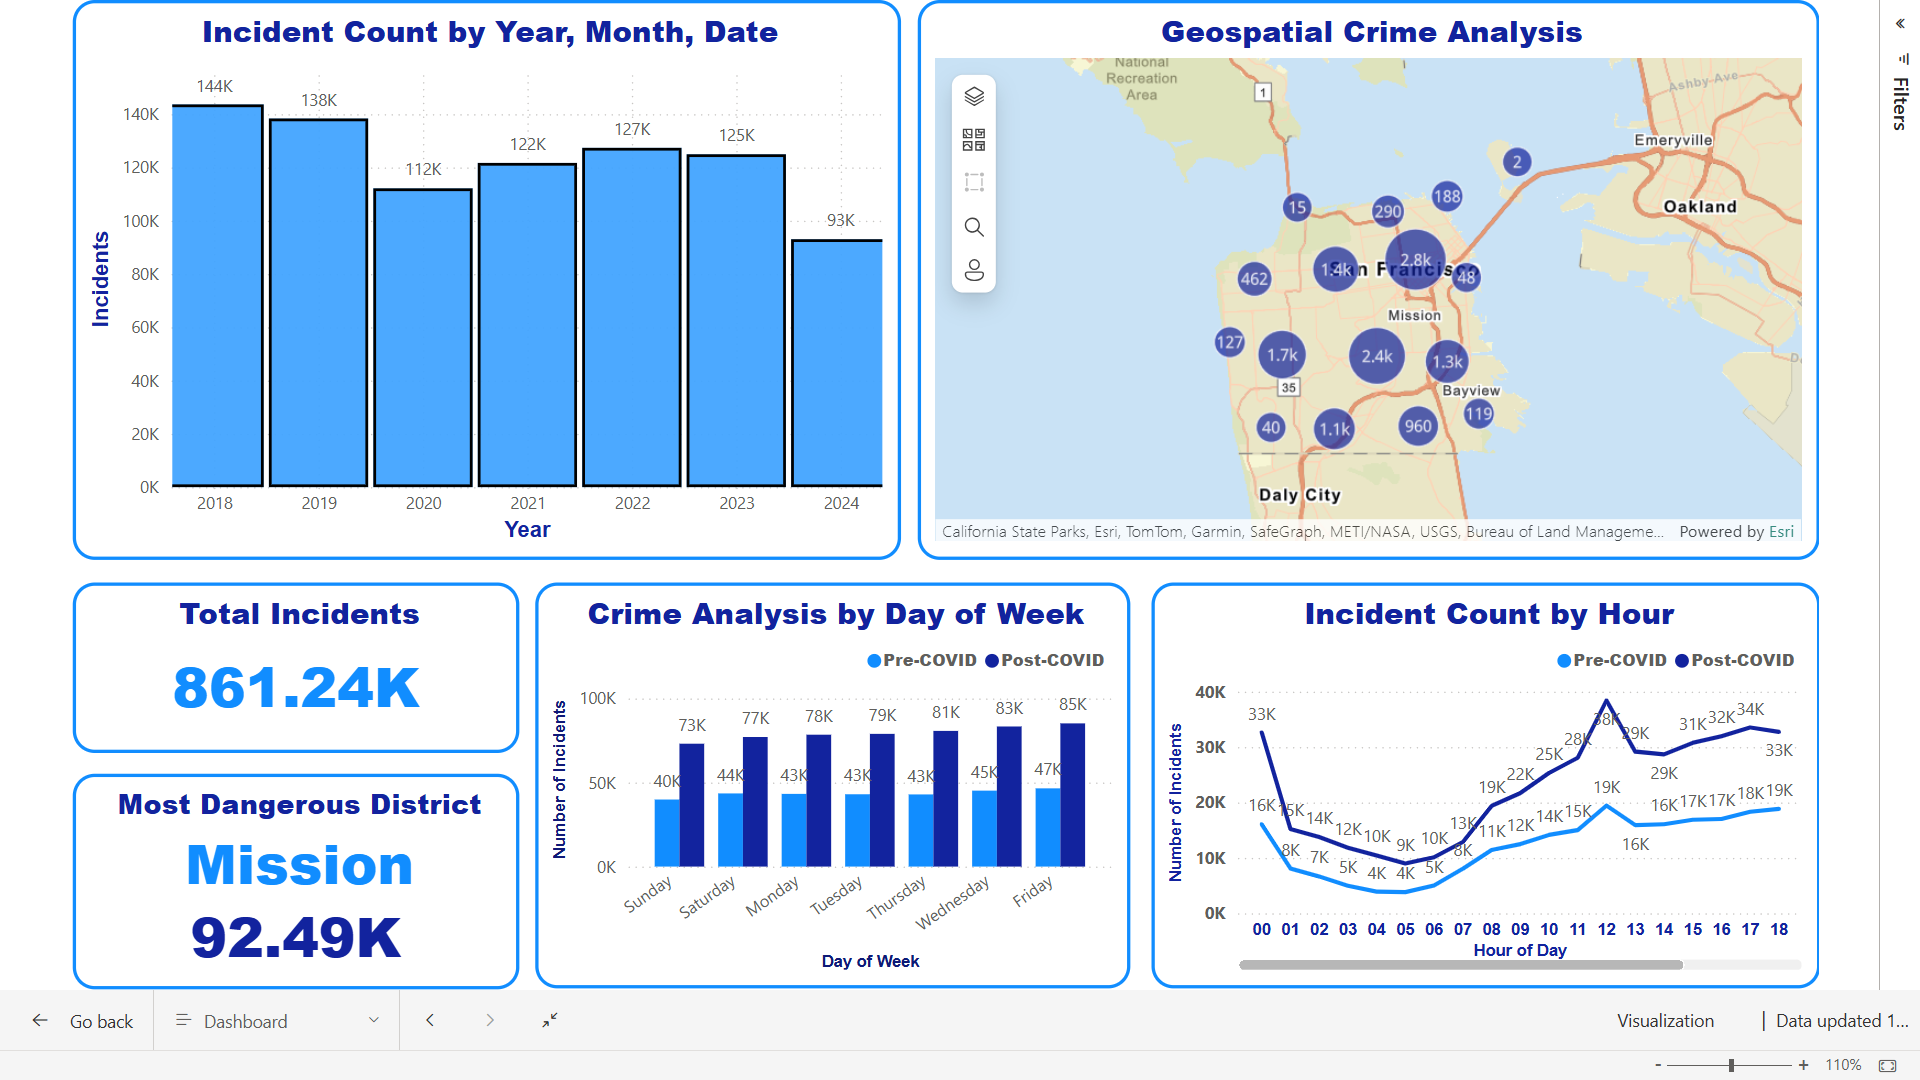 Incident Count by Year, Month, Date
144K
138K
112K
122K
127K
125K
93K
140K
120K
100K
80K
60K
40K
20K
0K
Incidents
2018 2019 2020 2021 2022 2023 2024
Year
Geospatial Crime Analysis
National
Recreation
Area
1
Ashby Ave
Emeryville
Oakland
2
188
15
290
2.8k
1.4k
San Francisco
48
462
Mission
127
1.7k
2.4k
1.3k
35
Bayview
119
40
1.1k
960
Daly City
California State Parks, Esri, TomTom, Garmin, SafeGraph, METI/NASA, USGS, Bureau of Land Manageme...
Powered by Esri
«
Filters
Total Incidents
861.24K
Most Dangerous District
Mission
92.49K
Crime Analysis by Day of Week
Pre-COVID Post-COVID
Number of Incidents
100K
50K
0K
73K 77K 78K 79K 81K 83K 85K
40K 44K 43K 43K 43K 45K 47K
Sunday Saturday Monday Tuesday Thursday Wednesday Friday
Day of Week
Incident Count by Hour
Pre-COVID Post-COVID
Number of Incidents
40K
30K
20K
10K
0K
33K 15K 14K 12K 10K 9K 10K 13K 19K 22K 25K 28K 38K 29K 29K 31K 32K 34K 33K
16K 8K 7K 5K 4K 4K 5K 8K 11K 12K 14K 15K 19K 16K 16K 17K 17K 18K 19K
00 01 02 03 04 05 06 07 08 09 10 11 12 13 14 15 16 17 18
Hour of Day
Go back
Dashboard
Visualization
| Data updated 1...
- + 110%